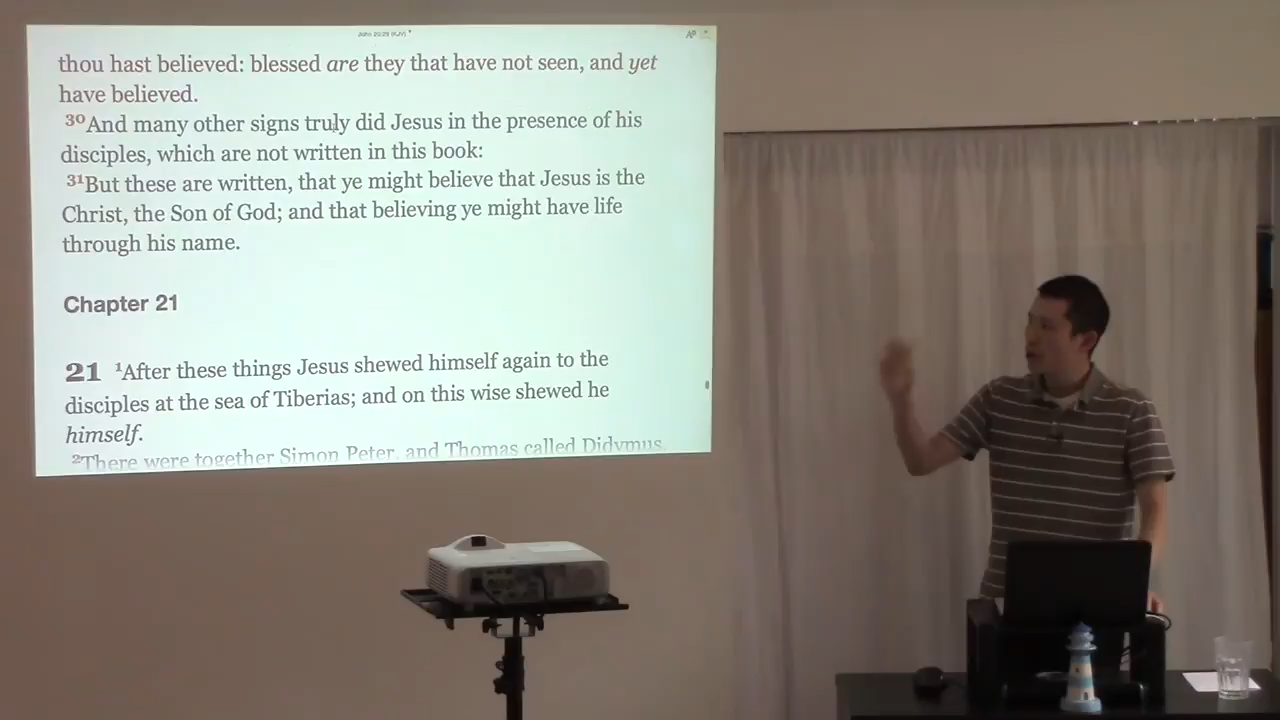 John 20:29 (KJV)
thou hast believed: blessed are they that have not seen, and yet
have believed.
30And many other signs truly did Jesus in the presence of his
disciples, which are not written in this book:
31But these are written, that ye might believe that Jesus is the
Christ, the Son of God; and that believing ye might have life
through his name.
Chapter 21
21 1After these things Jesus shewed himself again to the
disciples at the sea of Tiberias; and on this wise shewed he
himself.
2There were together Simon Peter, and Thomas called Didymus,